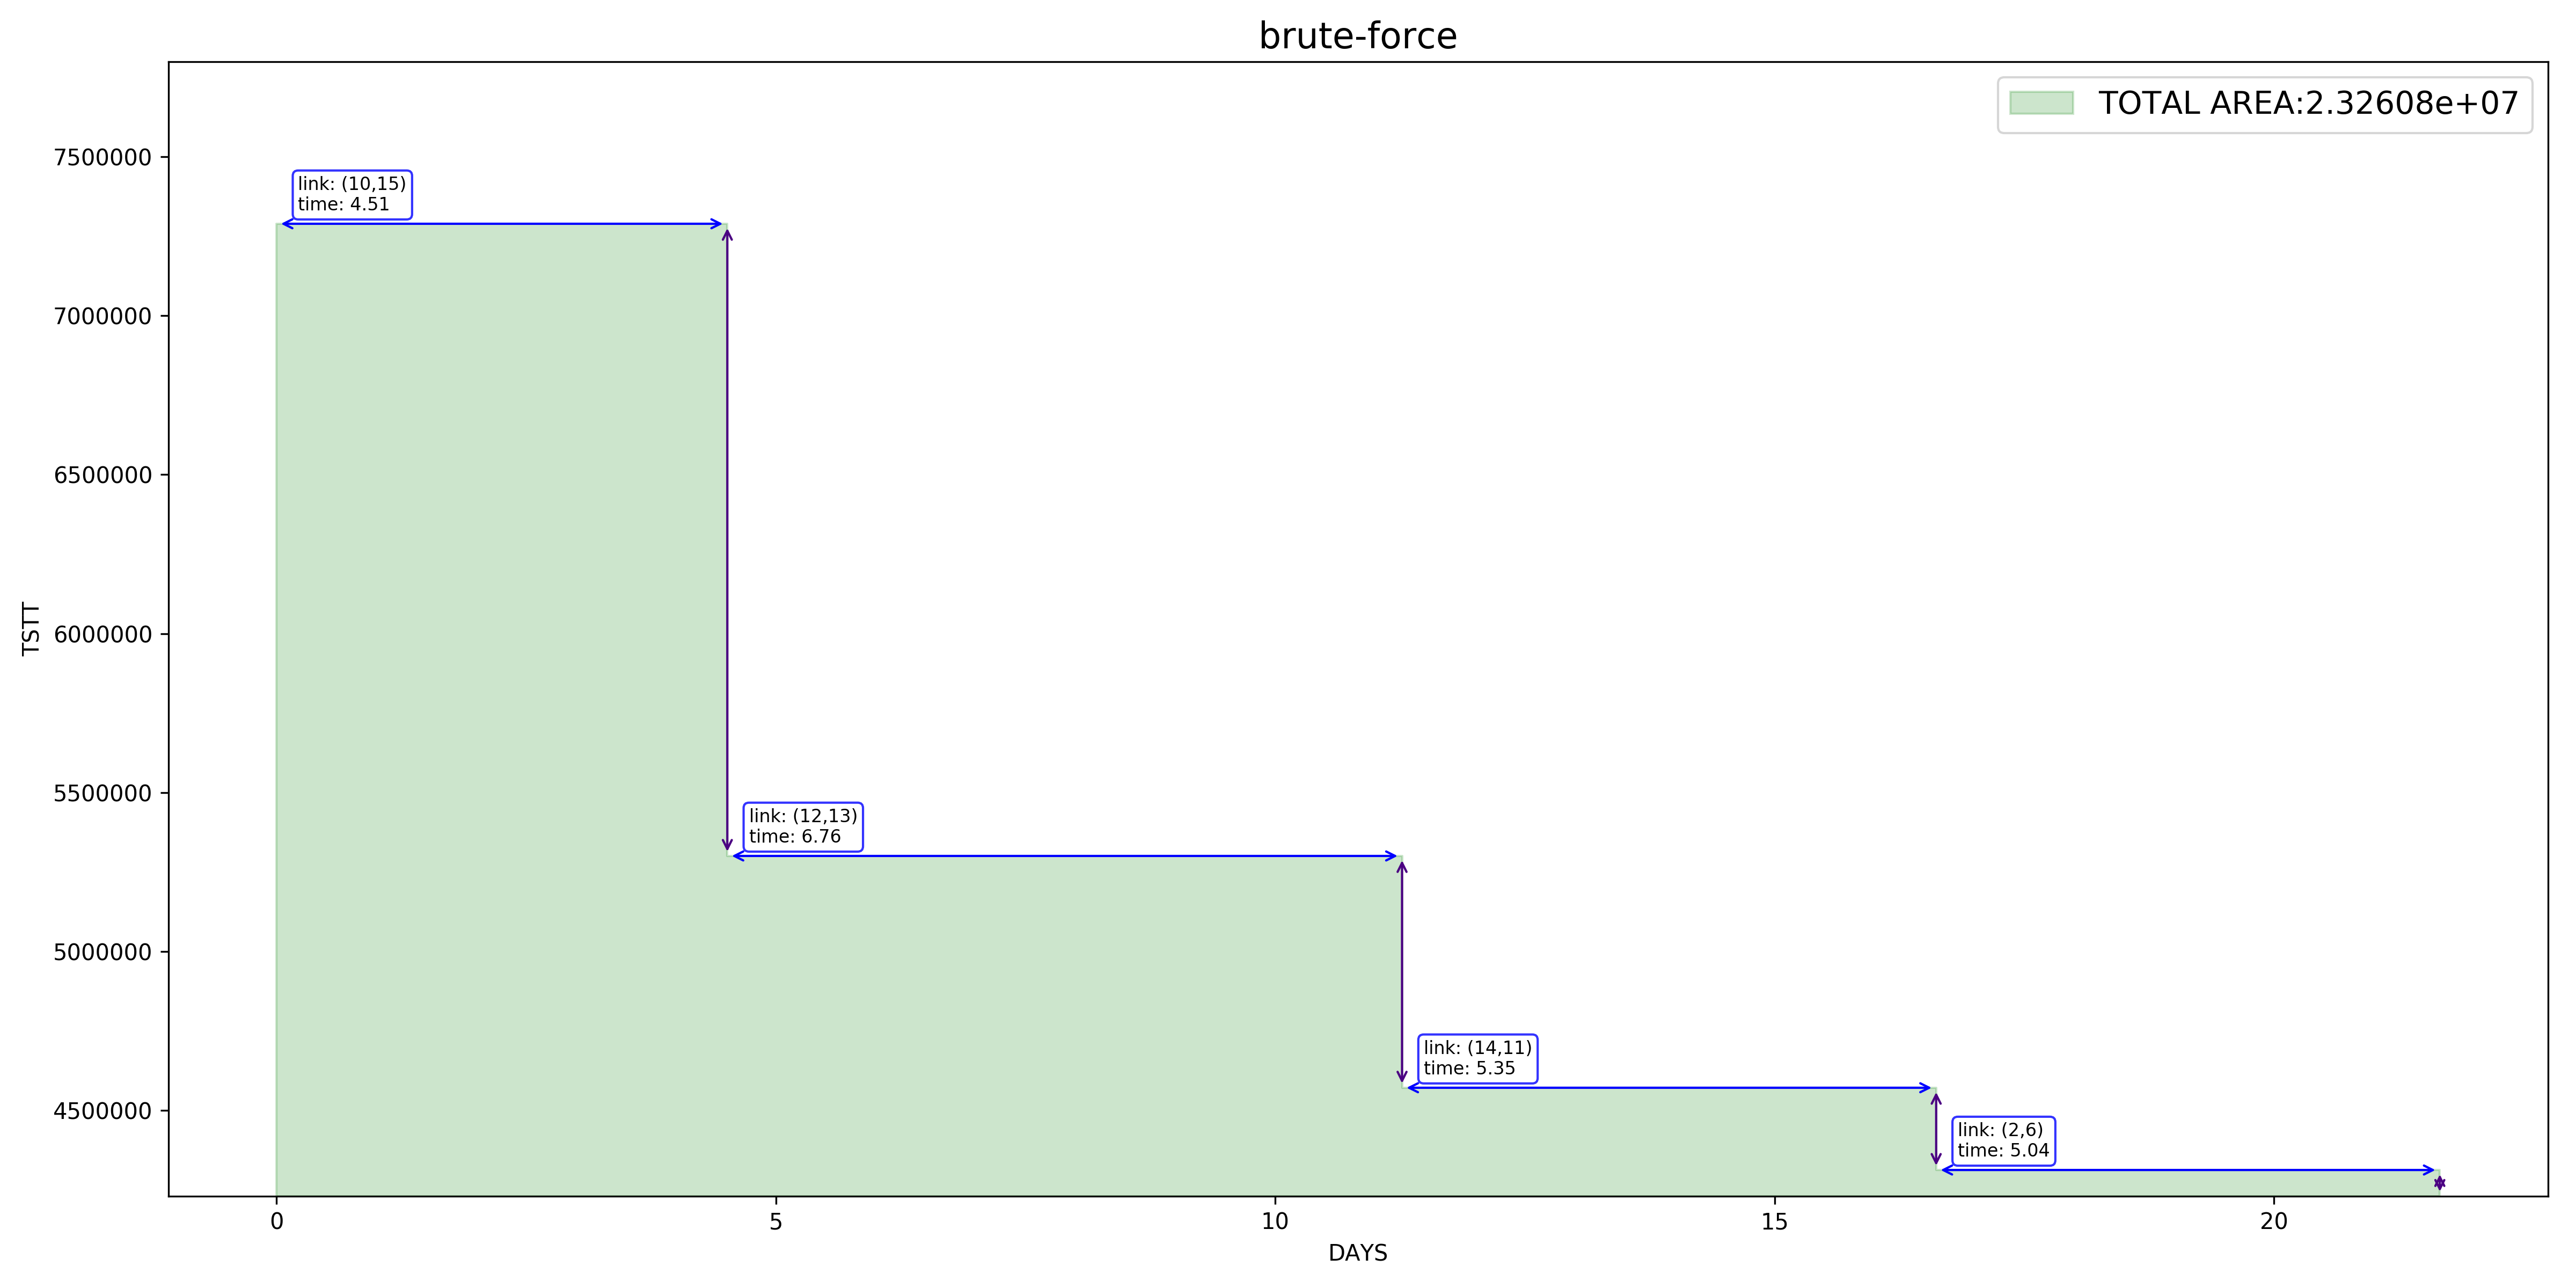 brute-force
TOTAL AREA:2.32608e+07
7500000
7000000
6500000
6000000
5500000
5000000
4500000
TSTT
link: (10,15)
time: 4.51
link: (12,13)
time: 6.76
link: (14,11)
time: 5.35
link: (2,6)
time: 5.04
0 5 10 15 20
DAYS